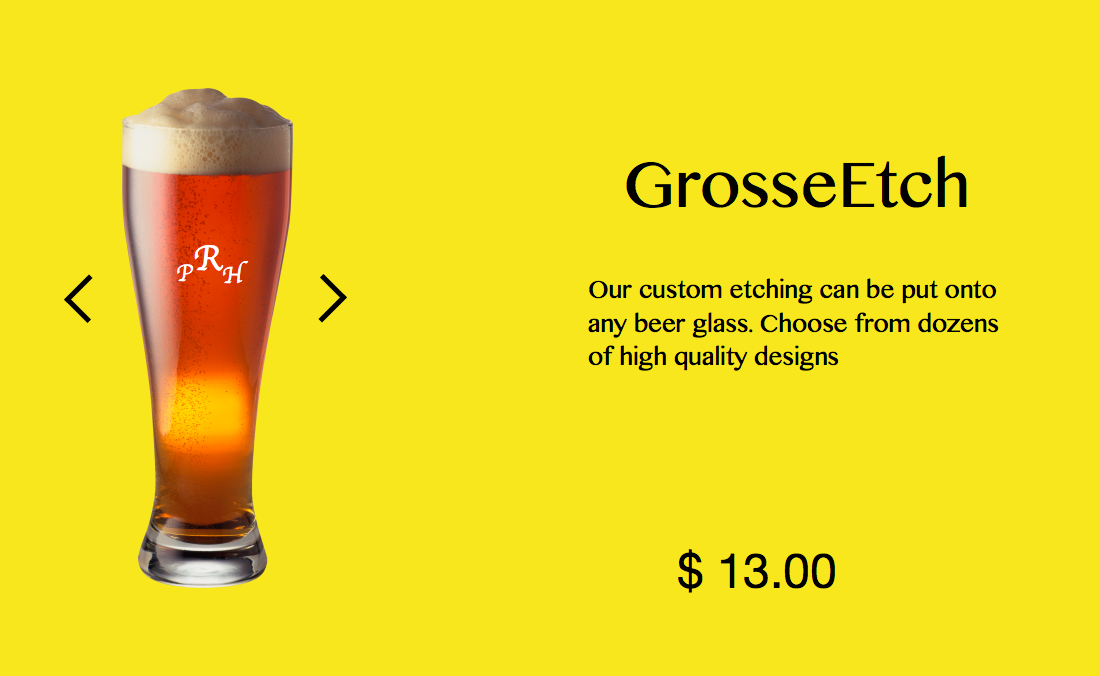 GrosseEtch
PRH
Our custom etching can be put onto
any beer glass. Choose from dozens
of high quality designs
$ 13.00